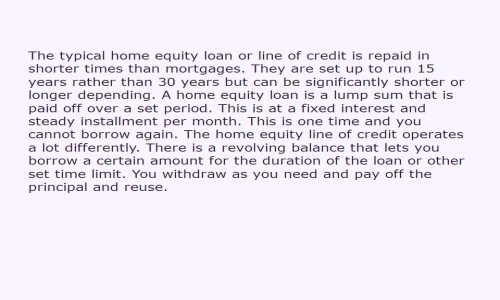 The typical home equity loan or line of credit is repaid in
shorter times than mortgages. They are set up to run 15
years rather than 30 years but can be significantly shorter or
longer depending. A home equity loan is a lump sum that is
paid off over a set period. This is at a fixed interest and
steady installment per month. This is one time and you
cannot borrow again. The home equity line of credit operates
a lot differently. There is a revolving balance that lets you
borrow a certain amount for the duration of the loan or other
set time limit. You withdraw as you need and pay off the
principal and reuse.